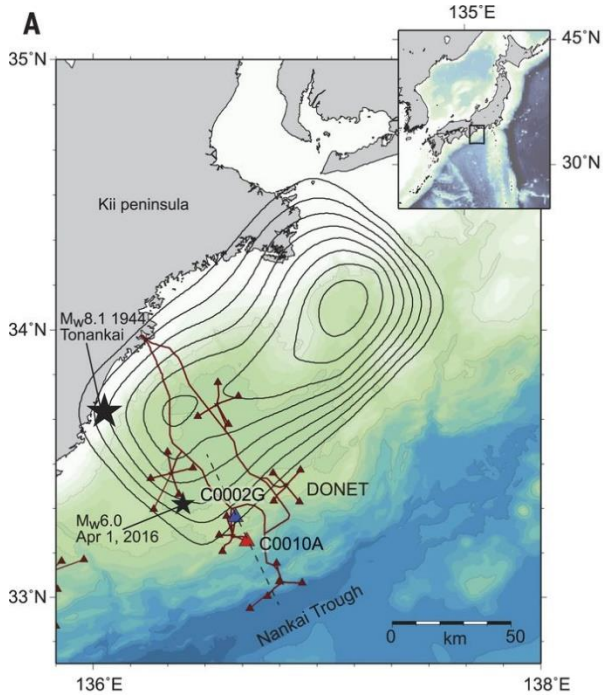 A
135°E
45°N
30°N
35°N
Kii peninsula
34°N
Mw8.1 1944
Tonankai
C0002G
DONET
Mw6.0
Apr 1, 2016
C0010A
33°N
Nankai Trough
0
50
km
136°E
138°E